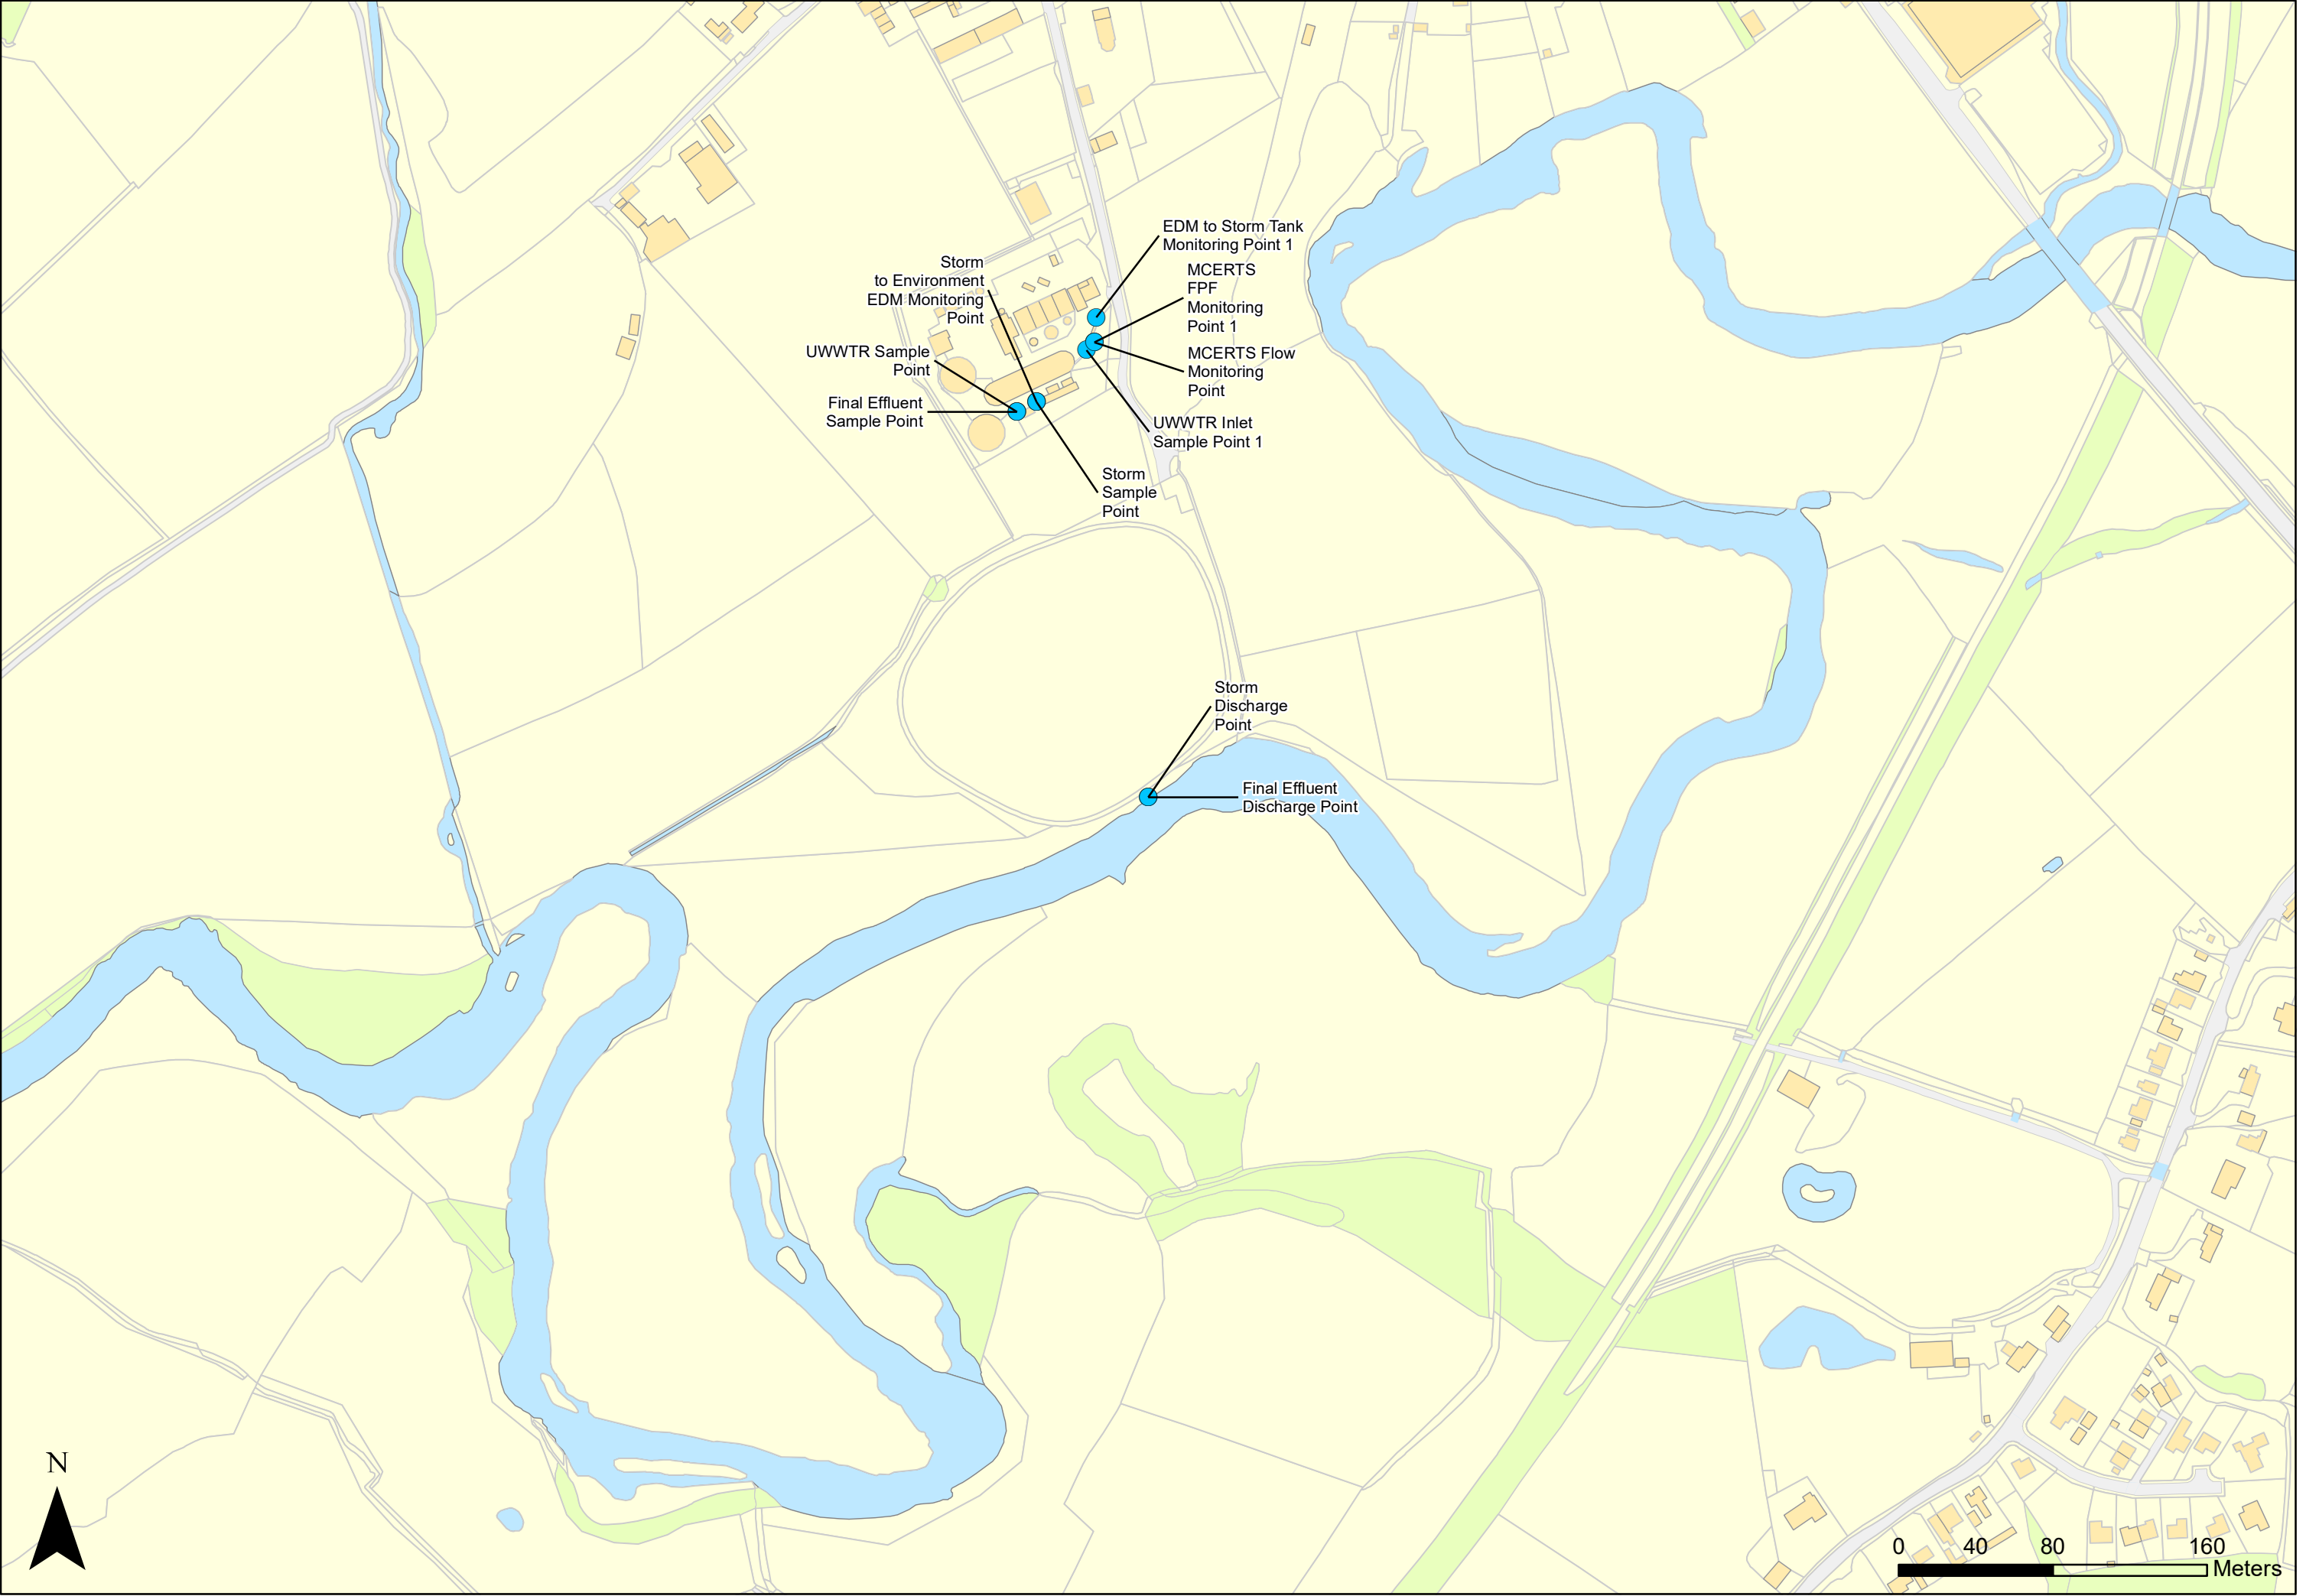 EDM to Storm Tank
Monitoring Point 1
Storm
to Environment
EDM Monitoring
Point
MCERTS
FPF
Monitoring
Point 1
UWWTR Sample
Point
MCERTS Flow
Monitoring
Point
Final Effluent
Sample Point
UWWTR Inlet
Sample Point 1
Storm
Sample
Point
Storm
Discharge
Point
Final Effluent
Discharge Point
N
0 40 80 160
Meters